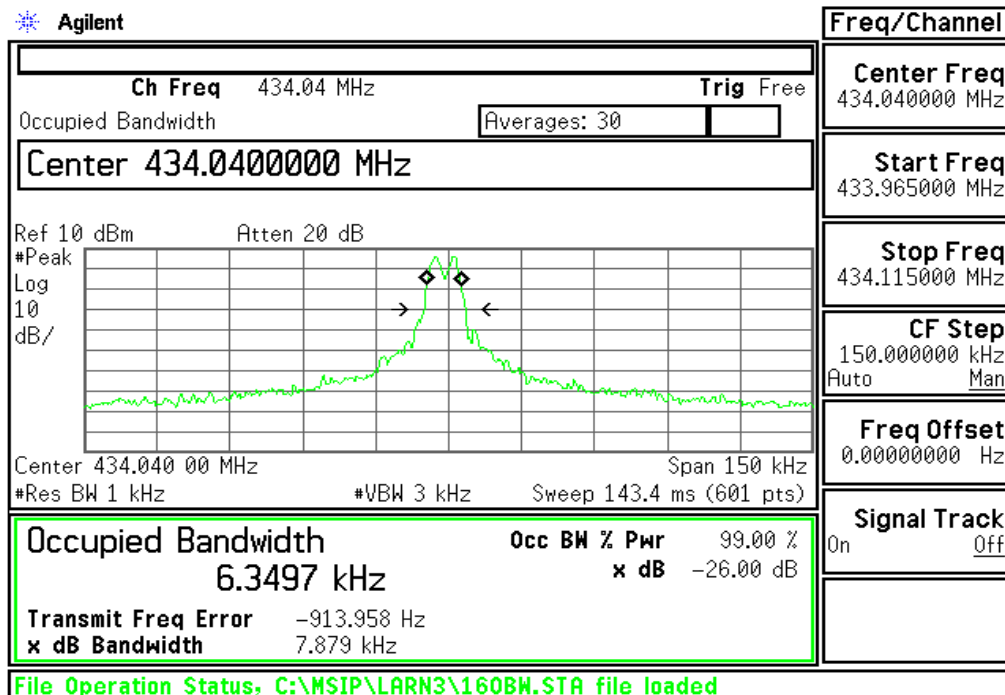 Agilent
Freq/Channel
Ch Freq 434.04 MHz Trig Free
Occupied Bandwidth Averages: 30
Center 434.0400000 MHz
Ref 10 dBm Atten 20 dB
#Peak
Log
10
dB/
Center 434.040 00 MHz Span 150 kHz
#Res BW 1 kHz #VBW 3 kHz Sweep 143.4 ms (601 pts)
Occupied Bandwidth
6.3497 kHz
Occ BW % Pwr 99.00 %
x dB -26.00 dB
Transmit Freq Error -913.958 Hz
x dB Bandwidth 7.879 kHz
Center Freq
434.040000 MHz
Start Freq
433.965000 MHz
Stop Freq
434.115000 MHz
CF Step
150.000000 kHz
Auto Man
Freq Offset
0.00000000 Hz
Signal Track
On Off
File Operation Status, C:\MSIP\LARN3\160BW.STA file loaded